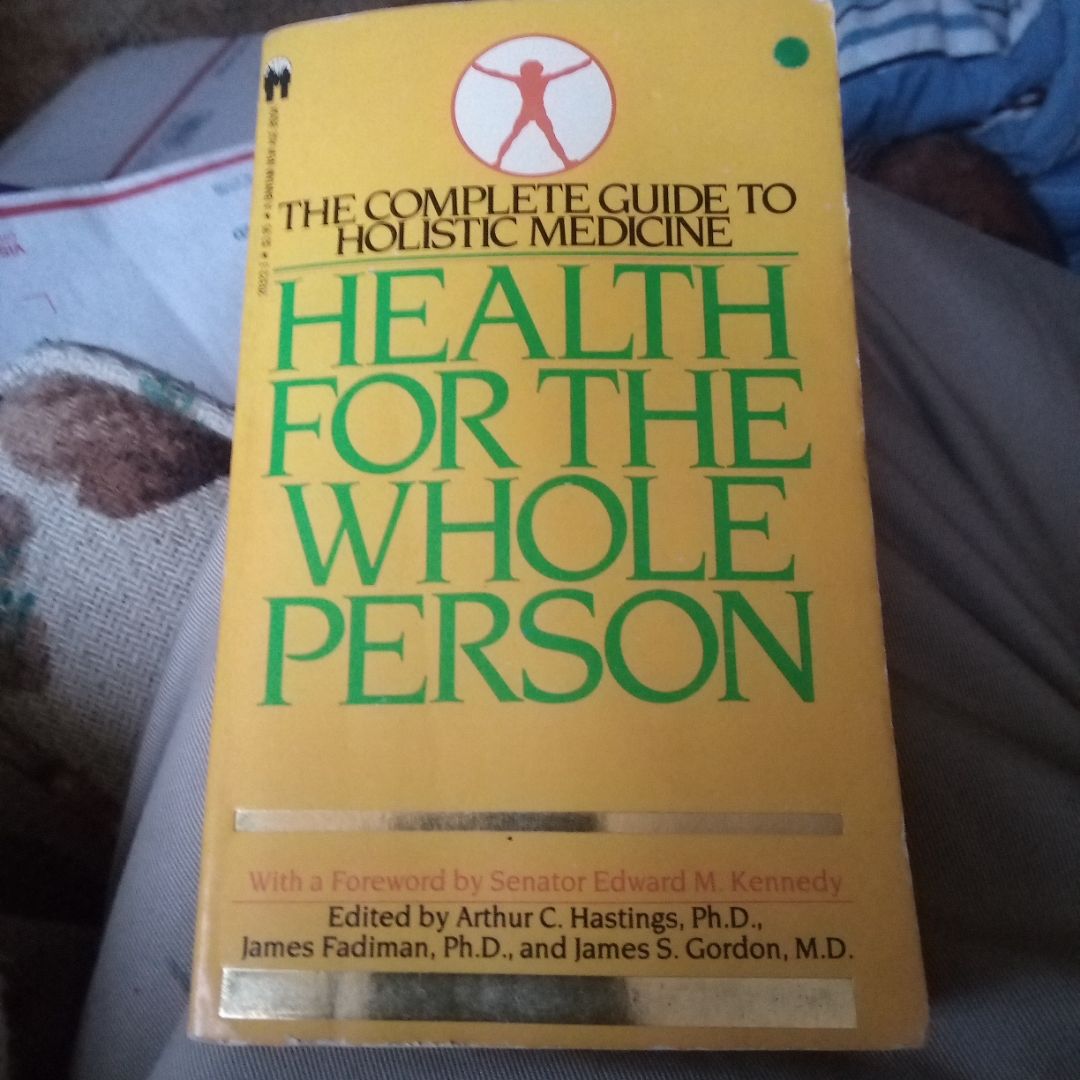 THE COMPLETE GUIDE TO
HOLISTIC MEDICINE
HEALTH
FOR THE
WHOLE
PERSON
With a Foreword by Senator Edward M. Kennedy
Edited by Arthur C. Hastings, Ph.D.,
James Fadiman, Ph.D., and James S. Gordon, M.D.